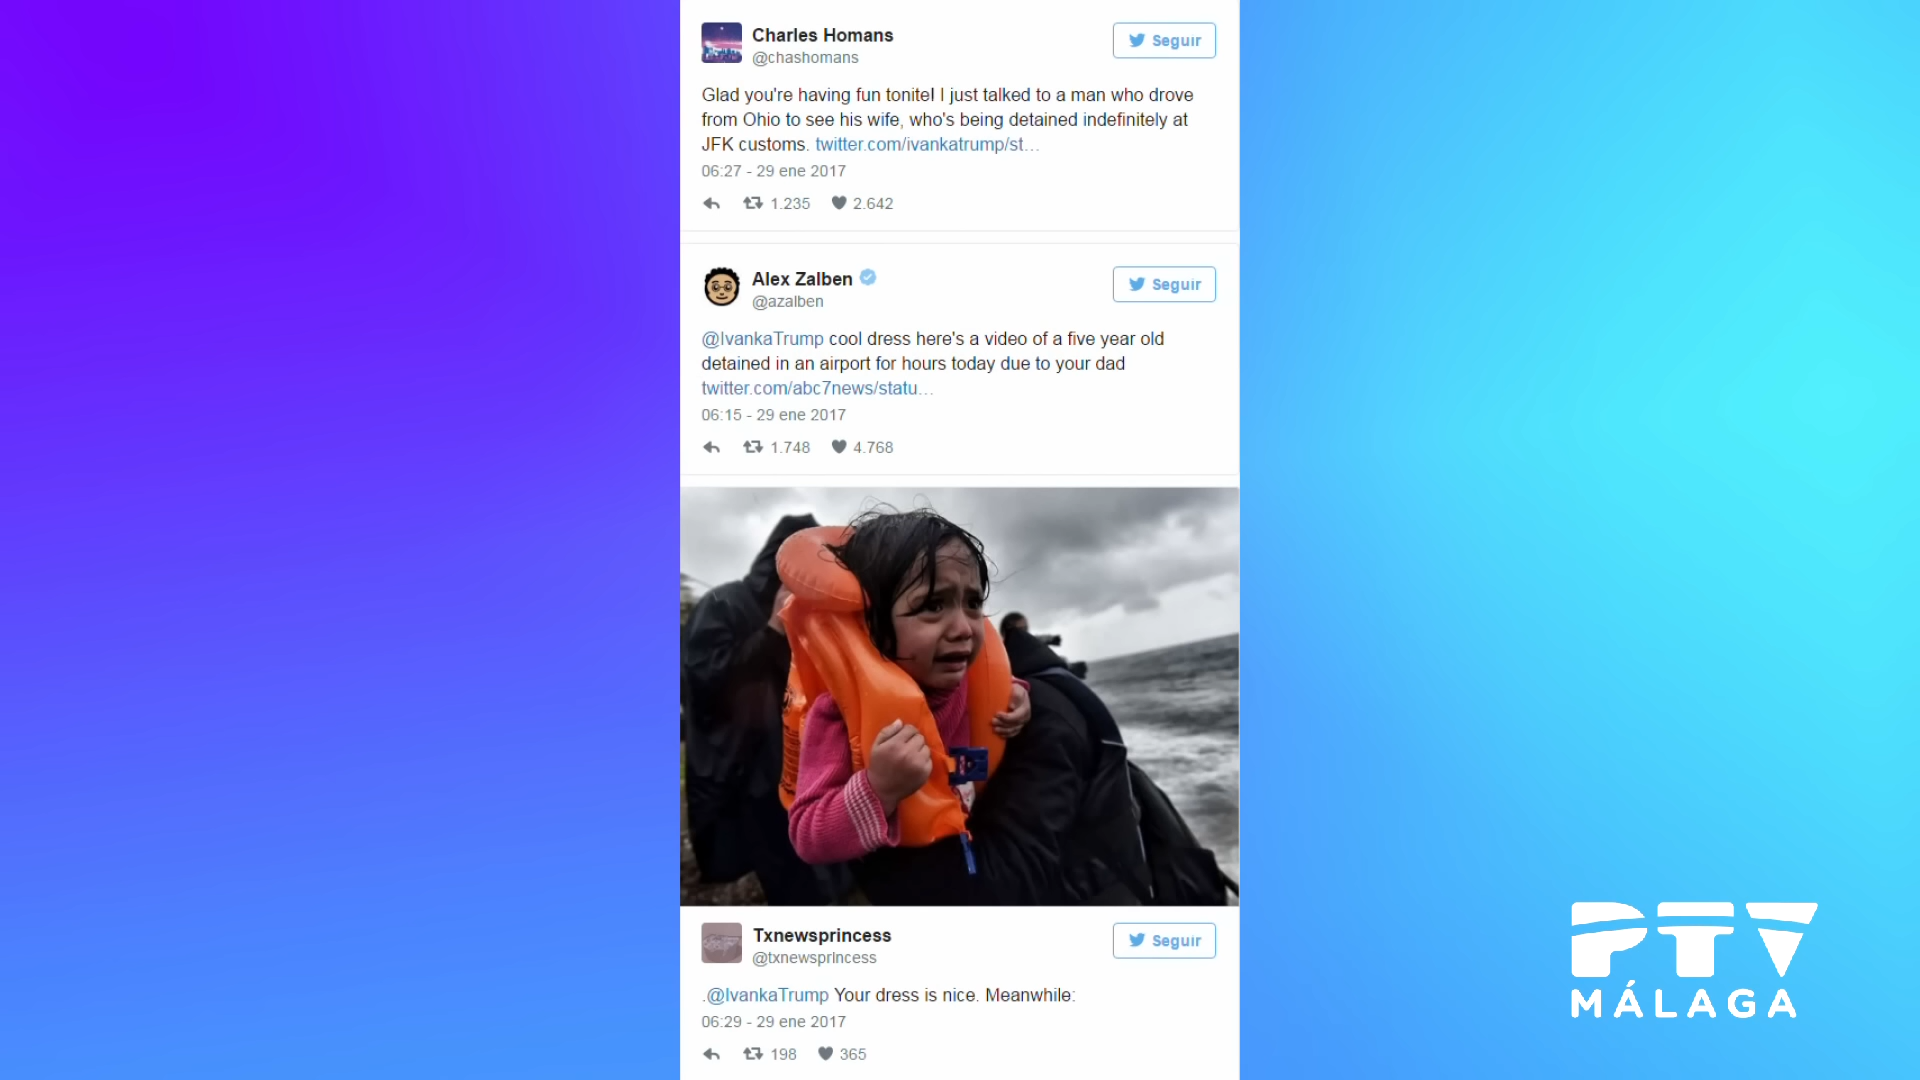 Charles Homans
@chashomans
Seguir
Glad you're having fun tonite! I just talked to a man who drove
from Ohio to see his wife, who's being detained indefinitely at
JFK customs. twitter.com/ivankatrump/st…
06:27 - 29 ene 2017
1.235 2.642
Alex Zalben
@azalben
Seguir
@IvankaTrump cool dress here's a video of a five year old
detained in an airport for hours today due to your dad
twitter.com/abc7news/statu…
06:15 - 29 ene 2017
1.748 4.768
Txnewsprincess
@txnewsprincess
Seguir
.@IvankaTrump Your dress is nice. Meanwhile:
06:29 - 29 ene 2017
198 365
PTV
MÁLAGA